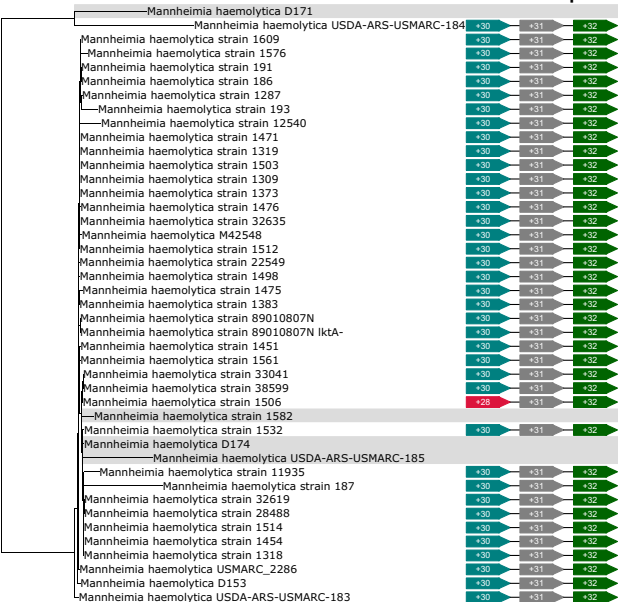 Mannheimia haemolytica D171
Mannheimia haemolytica USDA-ARS-USMARC-184 +30 +31 +32
Mannheimia haemolytica strain 1609 +30 +31 +32
Mannheimia haemolytica strain 1576 +30 +31 +32
Mannheimia haemolytica strain 191 +30 +31 +32
Mannheimia haemolytica strain 186 +30 +31 +32
Mannheimia haemolytica strain 1287 +30 +31 +32
Mannheimia haemolytica strain 193 +30 +31 +32
Mannheimia haemolytica strain 12540 +30 +31 +32
Mannheimia haemolytica strain 1471 +30 +31 +32
Mannheimia haemolytica strain 1319 +30 +31 +32
Mannheimia haemolytica strain 1503 +30 +31 +32
Mannheimia haemolytica strain 1309 +30 +31 +32
Mannheimia haemolytica strain 1373 +30 +31 +32
Mannheimia haemolytica strain 1476 +30 +31 +32
Mannheimia haemolytica strain 32635 +30 +31 +32
Mannheimia haemolytica M42548 +30 +31 +32
Mannheimia haemolytica strain 1512 +30 +31 +32
Mannheimia haemolytica strain 22549 +30 +31 +32
Mannheimia haemolytica strain 1498 +30 +31 +32
Mannheimia haemolytica strain 1475 +30 +31 +32
Mannheimia haemolytica strain 1383 +30 +31 +32
Mannheimia haemolytica strain 89010807N +30 +31 +32
Mannheimia haemolytica strain 89010807N lktA- +30 +31 +32
Mannheimia haemolytica strain 1451 +30 +31 +32
Mannheimia haemolytica strain 1561 +30 +31 +32
Mannheimia haemolytica strain 33041 +30 +31 +32
Mannheimia haemolytica strain 38599 +30 +31 +32
Mannheimia haemolytica strain 1506 +28 +31 +32
Mannheimia haemolytica strain 1582
Mannheimia haemolytica strain 1532 +30 +31 +32
Mannheimia haemolytica D174
Mannheimia haemolytica USDA-ARS-USMARC-185
Mannheimia haemolytica strain 11935 +30 +31 +32
Mannheimia haemolytica strain 187 +30 +31 +32
Mannheimia haemolytica strain 32619 +30 +31 +32
Mannheimia haemolytica strain 28488 +30 +31 +32
Mannheimia haemolytica strain 1514 +30 +31 +32
Mannheimia haemolytica strain 1454 +30 +31 +32
Mannheimia haemolytica strain 1318 +30 +31 +32
Mannheimia haemolytica USMARC_2286 +30 +31 +32
Mannheimia haemolytica D153 +30 +31 +32
Mannheimia haemolytica USDA-ARS-USMARC-183 +30 +31 +32